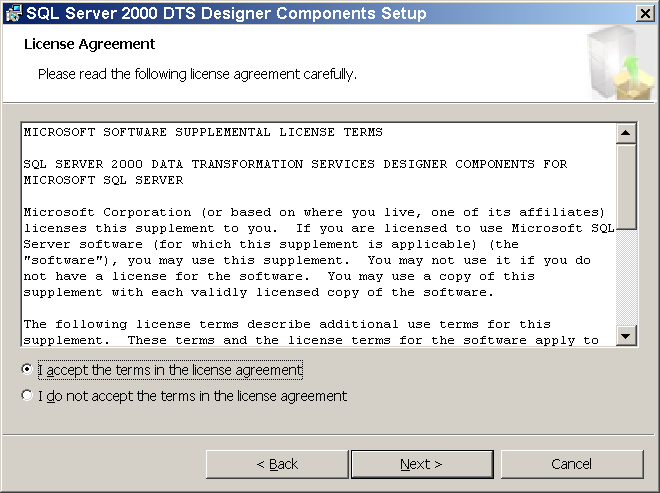 SQL Server 2000 DTS Designer Components Setup
License Agreement
Please read the following license agreement carefully.
MICROSOFT SOFTWARE SUPPLEMENTAL LICENSE TERMS
SQL SERVER 2000 DATA TRANSFORMATION SERVICES DESIGNER COMPONENTS FOR
MICROSOFT SQL SERVER
Microsoft Corporation (or based on where you live, one of its affiliates)
licenses this supplement to you.  If you are licensed to use Microsoft SQL
Server software (for which this supplement is applicable) (the
"software"), you may use this supplement.  You may not use it if you do
not have a license for the software.  You may use a copy of this
supplement with each validly licensed copy of the software.
The following license terms describe additional use terms for this
supplement.  These terms and the license terms for the software apply to
I accept the terms in the license agreement
I do not accept the terms in the license agreement
< Back
Next >
Cancel